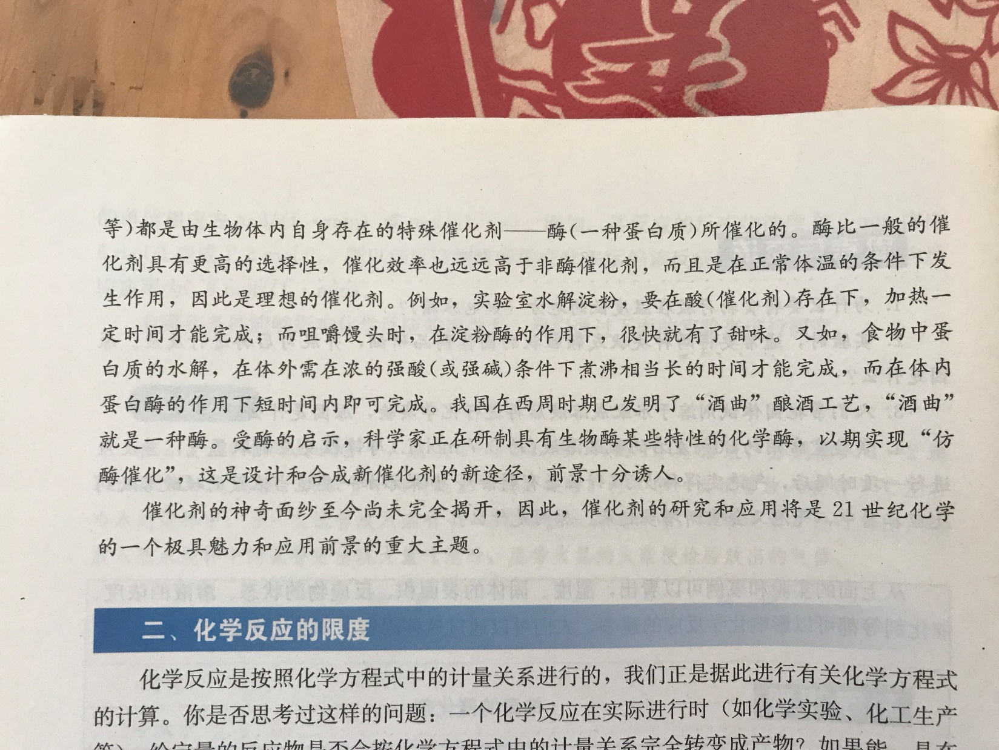 等)都是由生物体内自身存在的特殊催化剂——酶(一种蛋白质)所催化的。酶比一般的催
化剂具有更高的选择性，催化效率也远远高于非酶催化剂，而且是在正常体温的条件下发
生作用，因此是理想的催化剂。例如，实验室水解淀粉，要在酸(催化剂)存在下，加热一
定时间才能完成；而咀嚼馒头时，在淀粉酶的作用下，很快就有了甜味。又如，食物中蛋
白质的水解，在体外需在浓的强酸(或强碱)条件下煮沸相当长的时间才能完成，而在体内
蛋白酶的作用下短时间内即可完成。我国在西周时期已发明了“酒曲”酿酒工艺，“酒曲”
就是一种酶。受酶的启示，科学家正在研制具有生物酶某些特性的化学酶，以期实现“仿
酶催化”，这是设计和合成新催化剂的新途径，前景十分诱人。
催化剂的神奇面纱至今尚未完全揭开，因此，催化剂的研究和应用将是 21 世纪化学
的一个极具魅力和应用前景的重大主题。
二、化学反应的限度
化学反应是按照化学方程式中的计量关系进行的，我们正是据此进行有关化学方程式
的计算。你是否思考过这样的问题：一个化学反应在实际进行时（如化学实验、化工生产
等），给定量的反应物是否会按化学方程式中的计量关系完全转变成产物？如果能，是在